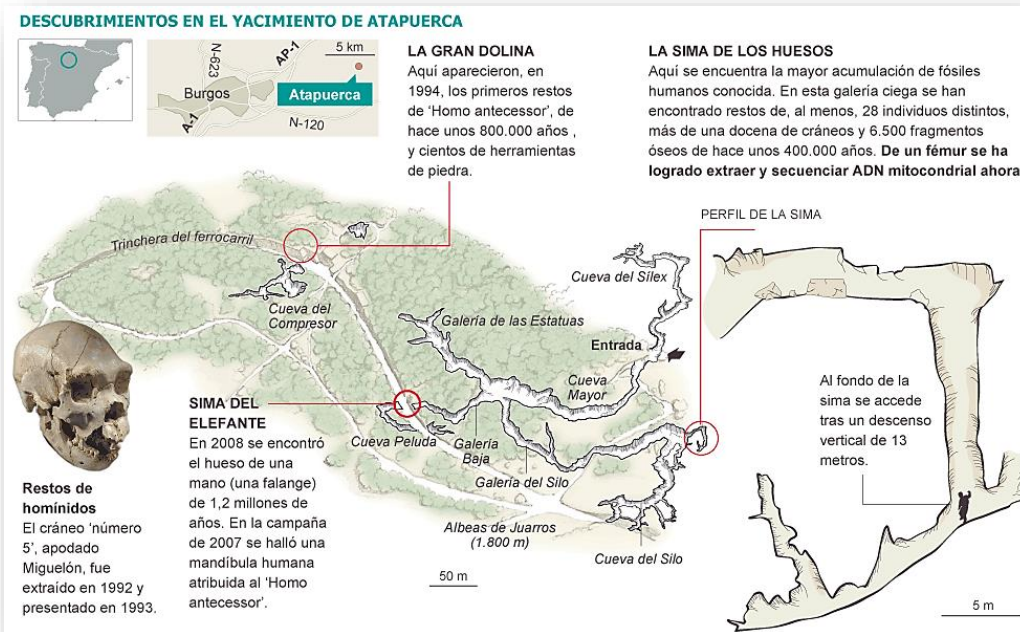 DESCUBRIMIENTOS EN EL YACIMIENTO DE ATAPUERCA
N-623
AP-1
5 km
Burgos
Atapuerca
A-1
N-120
LA GRAN DOLINA
Aquí aparecieron, en
1994, los primeros restos
de ‘Homo antecessor’, de
hace unos 800.000 años ,
y cientos de herramientas
de piedra.
LA SIMA DE LOS HUESOS
Aquí se encuentra la mayor acumulación de fósiles
humanos conocida. En esta galería ciega se han
encontrado restos de, al menos, 28 individuos distintos,
más de una docena de cráneos y 6.500 fragmentos
óseos de hace unos 400.000 años. De un fémur se ha
logrado extraer y secuenciar ADN mitocondrial ahora
PERFIL DE LA SIMA
Trinchera del ferrocarril
Cueva del
Compresor
Galería de las Estatuas
Cueva del Sílex
Entrada
Cueva
Mayor
Cueva Peluda
Galería
Baja
Galería del Silo
Albeas de Juarros
(1.800 m)
Cueva del Silo
50 m
SIMA DEL
ELEFANTE
En 2008 se encontró
el hueso de una
mano (una falange)
de 1,2 millones de
años. En la campaña
de 2007 se halló una
mandíbula humana
atribuida al ‘Homo
antecessor’.
Restos de
homínidos
El cráneo ‘número
5’, apodado
Miguelón, fue
extraído en 1992 y
presentado en 1993.
Al fondo de la
sima se accede
tras un descenso
vertical de 13
metros.
5 m